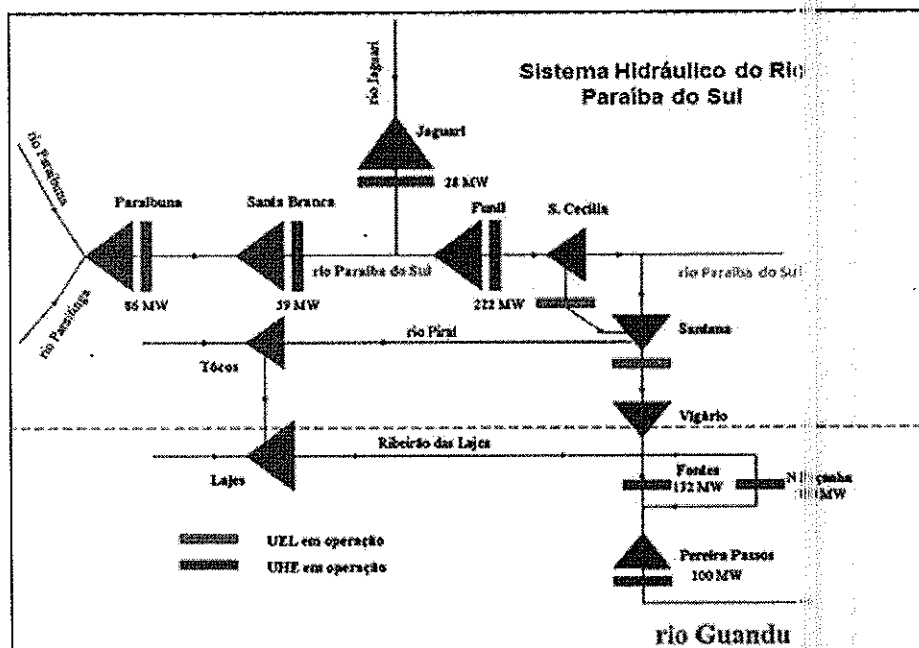 Sistema Hidráulico do Rio
Paraíba do Sul
rio Jaguari
Jaguari
28 MW
rio Paraibuna
Paraibuna
Santa Branca
Funil
S. Cecília
rio Paraíba do Sul
rio Paraíba do Sul
rio Paraitinga
86 MW
59 MW
222 MW
Santana
rio Piraí
Tócos
Vigário
Ribeirão das Lajes
Lajes
Fontes
132 MW
MW
UEL em operação
UHE em operação
Pereira Passos
100 MW
rio Guandu